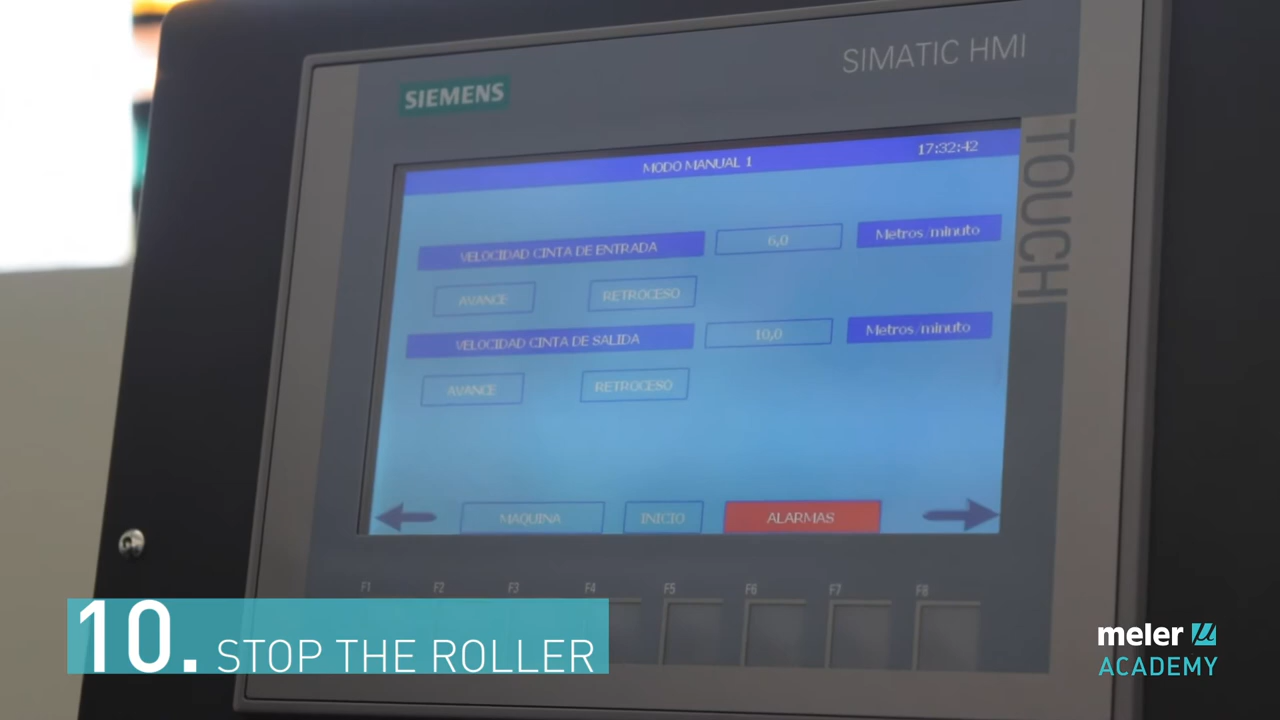 SIEMENS
SIMATIC HMI
TOUCH
MODO MANUAL 1
17:32:42
VELOCIDAD CINTA DE ENTRADA
6,0
Metros/minuto
AVANCE
RETROCESO
VELOCIDAD CINTA DE SALIDA
10,0
Metros/minuto
AVANCE
RETROCESO
MAQUINA
INICIO
ALARMAS
F1
F2
F3
F4
F5
F6
F7
F8
10. STOP THE ROLLER
meler µ
ACADEMY